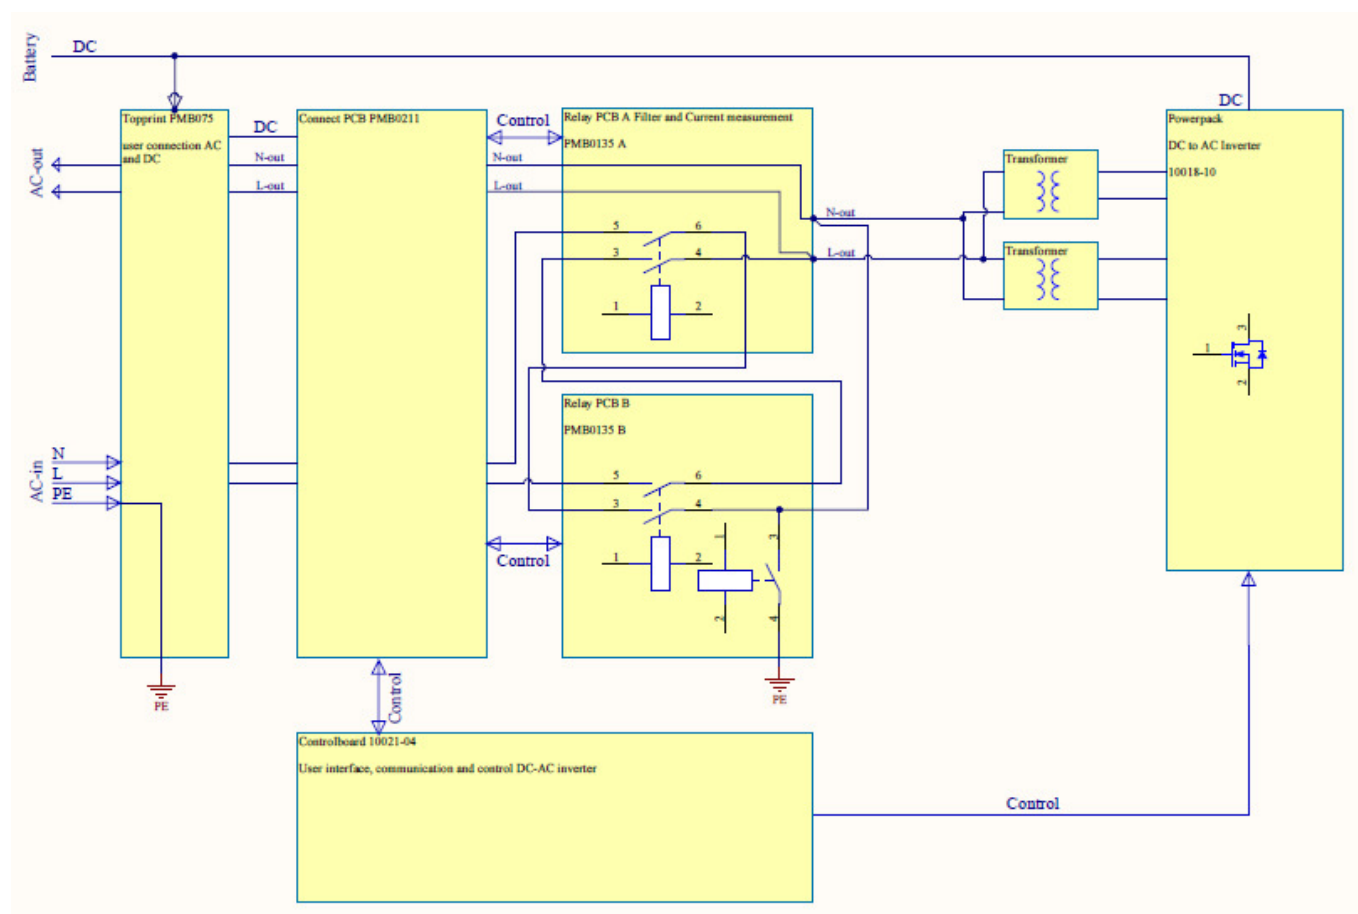 Battery
DC
DC
Topprint PMB075
user connection AC
and DC
DC
N-out
L-out
AC-out
Connect PCB PMB0211
Control
N-out
L-out
Relay PCB A Filter and Current measurement
PMB0135 A
5
6
3
4
1
2
N-out
L-out
Transformer
Transformer
Powerpack
DC to AC Inverter
10018-10
3
1
2
AC-in
N
L
PE
PE
Relay PCB B
PMB0135 B
5
6
3
4
1
2
1
2
3
4
PE
Control
Control
Controlboard 10021-04
User interface, communication and control DC-AC inverter
Control